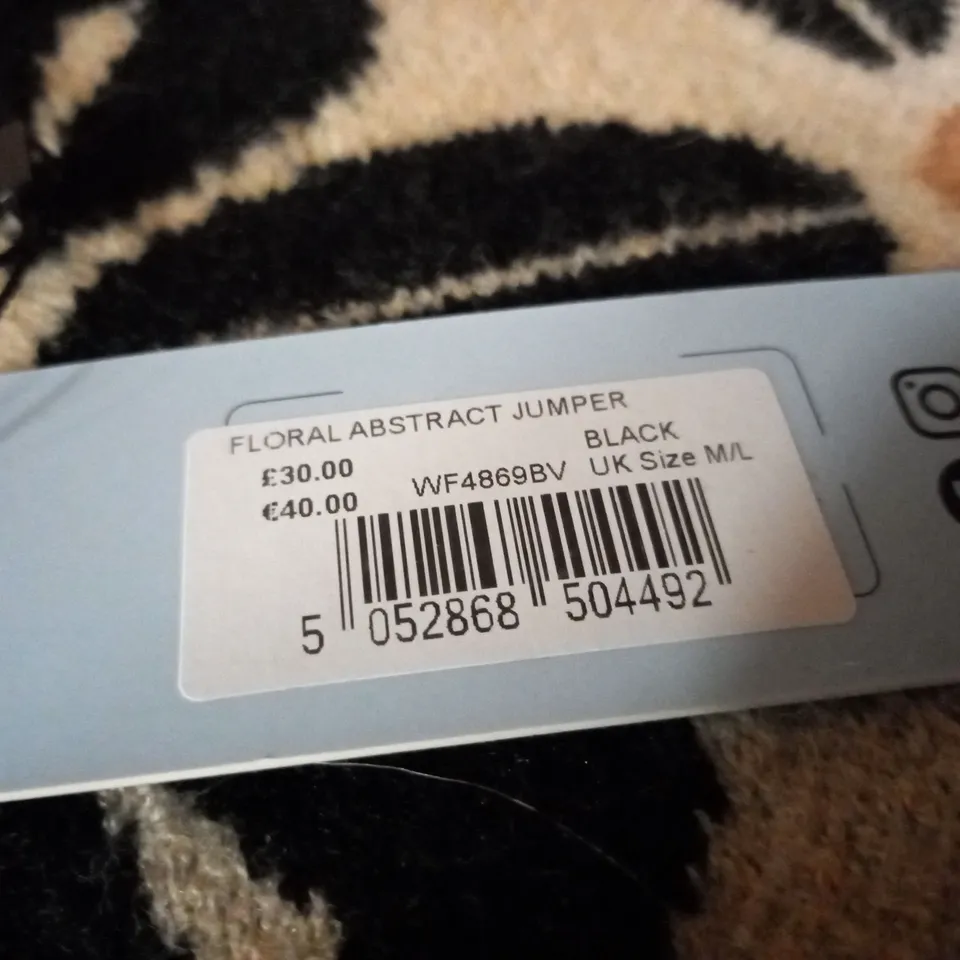 FLORAL ABSTRACT JUMPER
£30.00
BLACK
€40.00
WF4869BV
UK Size M/L
5 052868 504492